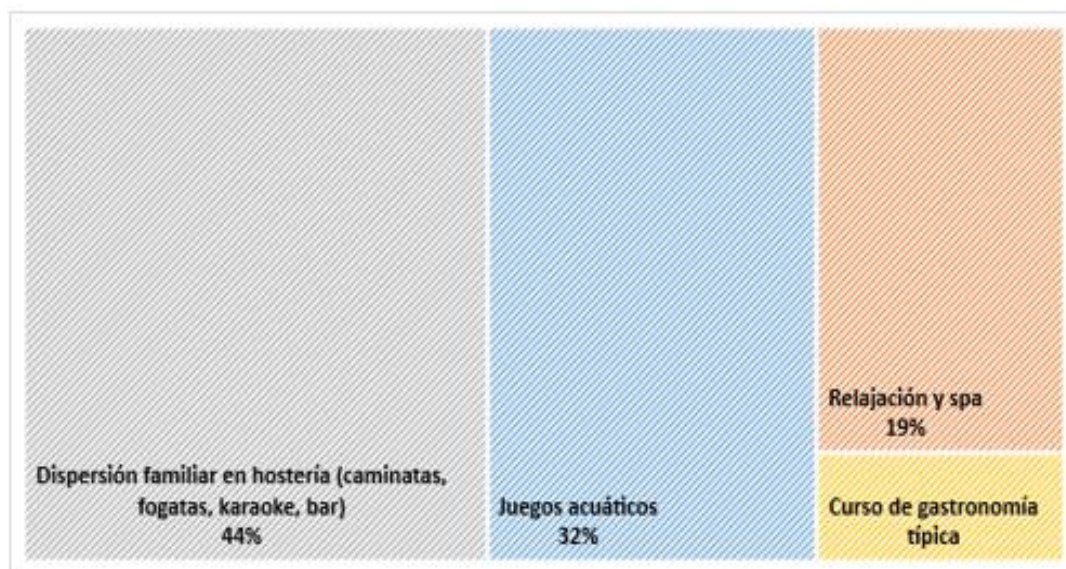 Dispersión familiar en hostería (caminatas,
fogatas, karaoke, bar)
44%
Juegos acuáticos
32%
Relajación y spa
19%
Curso de gastronomía
típica